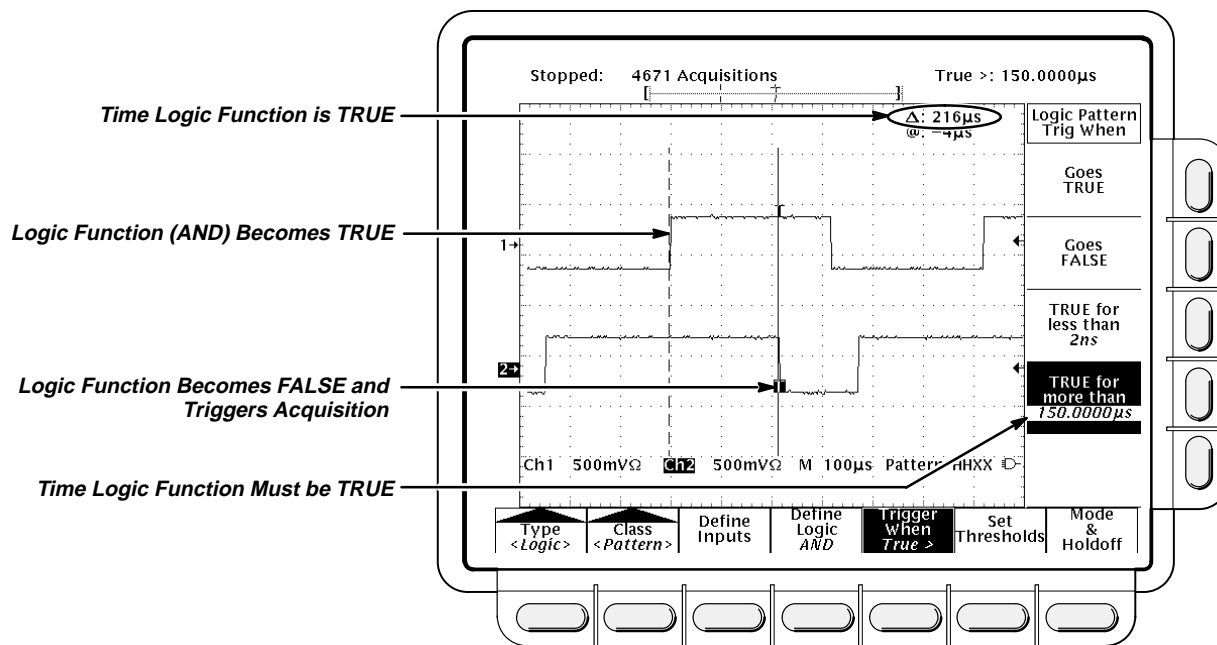 Stopped: 4671 Acquisitions True >: 150.0000µs
[ T ]
Time Logic Function is TRUE
Δ: 216µs
@: −4µs
Logic Pattern
Trig When
Goes
TRUE
Logic Function (AND) Becomes TRUE
T
1→
Goes
FALSE
TRUE for
less than
2ns
2→
Logic Function Becomes FALSE and
Triggers Acquisition
T
TRUE for
more than
150.0000µs
Ch1 500mVΩ Ch2 500mVΩ M 100µs Pattern HHXX
Time Logic Function Must be TRUE
Type
<Logic>
Class
<Pattern>
Define
Inputs
Define
Logic
AND
Trigger
When
True >
Set
Thresholds
Mode
&
Holdoff